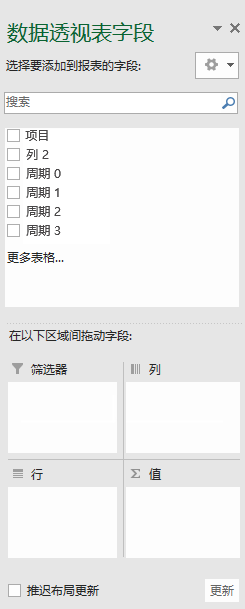 数据透视表字段
选择要添加到报表的字段:
搜索
项目
列 2
周期 0
周期 1
周期 2
周期 3
更多表格...
在以下区间拖动字段:
筛选器
列
行
值
推迟布局更新
更新